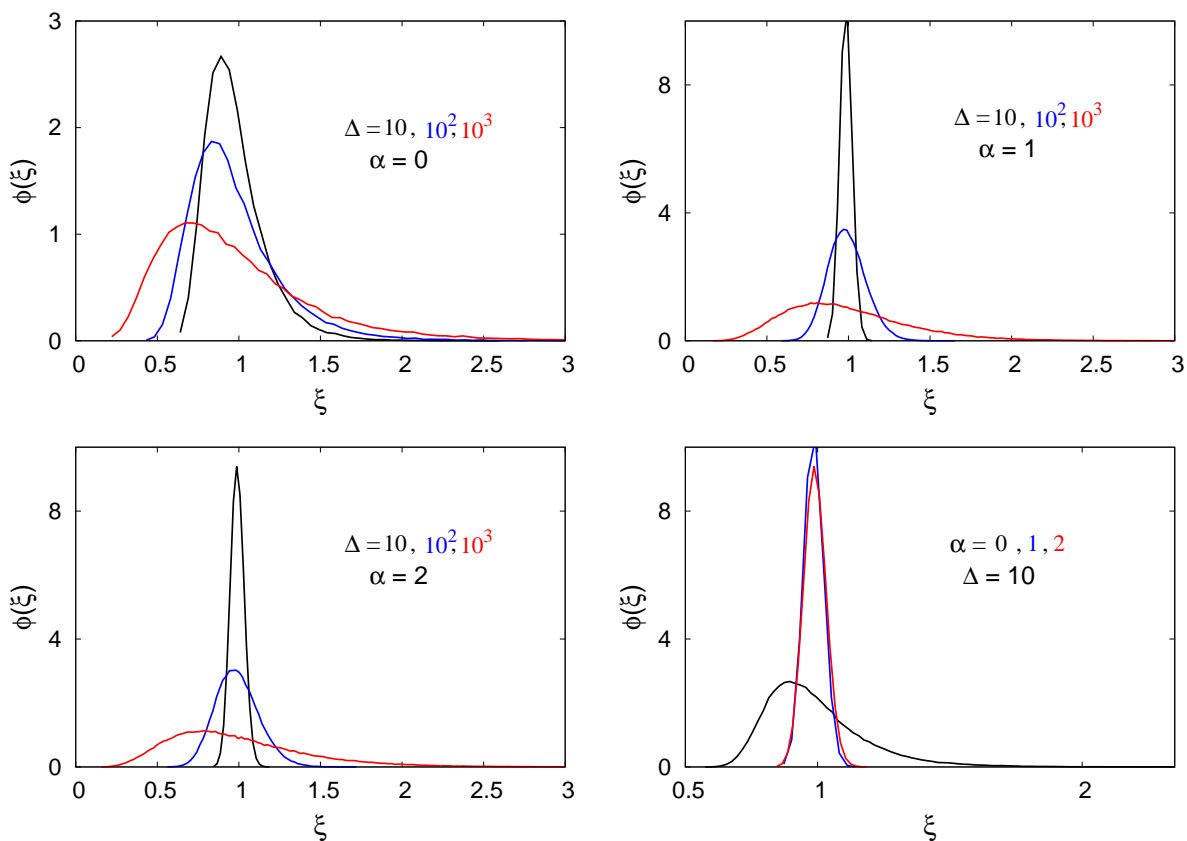 3
2
1
0
φ(ξ)
Δ = 10 , 10², 10³
α = 0
0 0.5 1 1.5 2 2.5 3
ξ
8
4
0
φ(ξ)
Δ = 10 , 10², 10³
α = 1
0 0.5 1 1.5 2 2.5 3
ξ
8
4
0
φ(ξ)
Δ = 10 , 10², 10³
α = 2
0 0.5 1 1.5 2 2.5 3
ξ
8
4
0
φ(ξ)
α = 0 , 1 , 2
Δ = 10
0.5 1 2
ξ